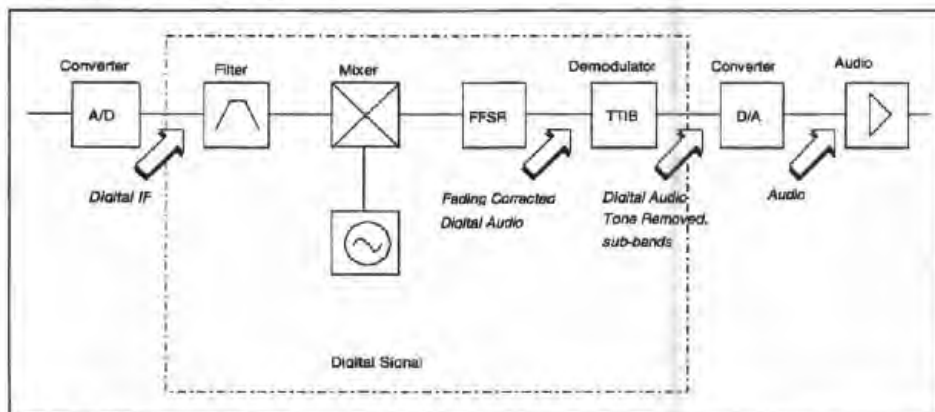 Converter
Filter
Mixer
Demodulator
Converter
Audio
A/D
FFSR
TTIB
D/A
Digital IF
Fading Corracted
Digital Audio
Digital Audio
Tone Removed,
sub-bands
Audio
Digital Signal